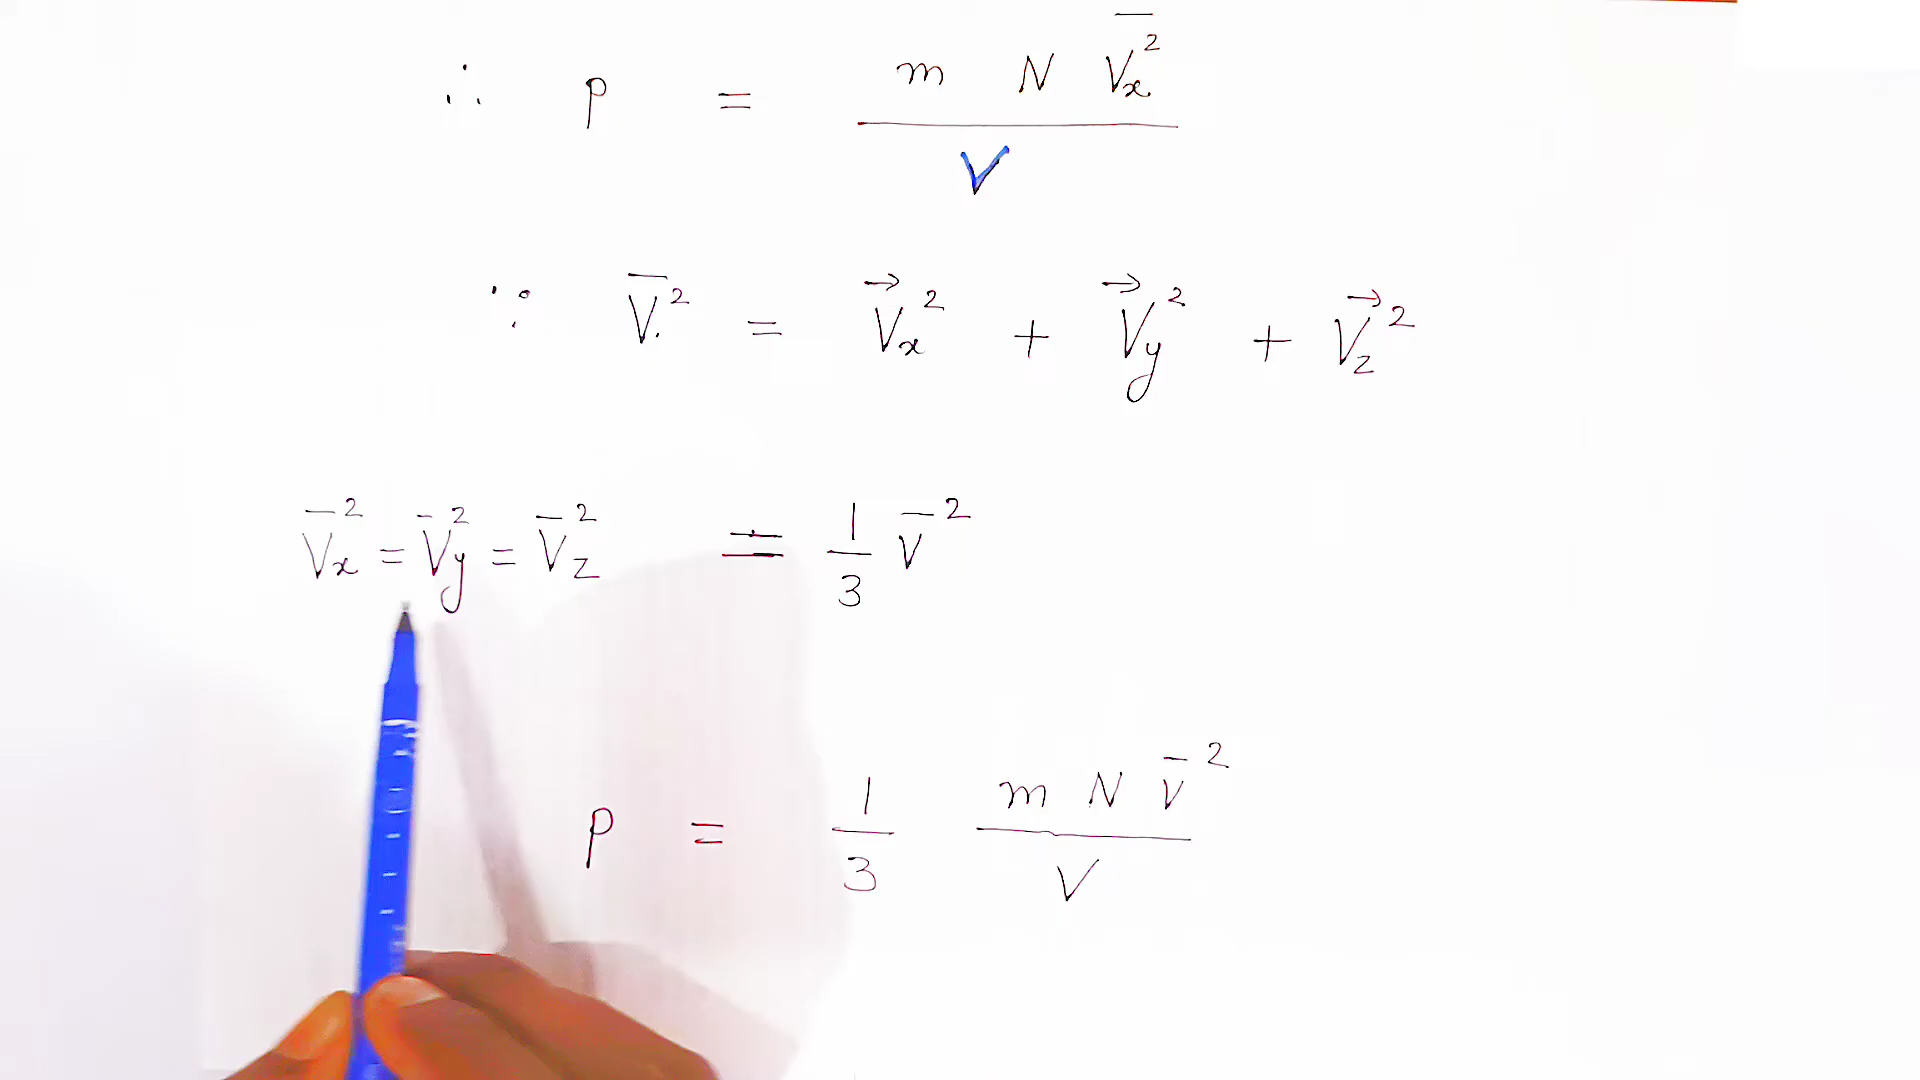 ∴ P = m N V̅ₓ² / V
∵ V̅.² = V⃗ₓ² + V⃗y² + V⃗z²
V̅ₓ² = V̅y² = V̅z² = 1/3 V̅²
P = 1/3 m N V̅² / V